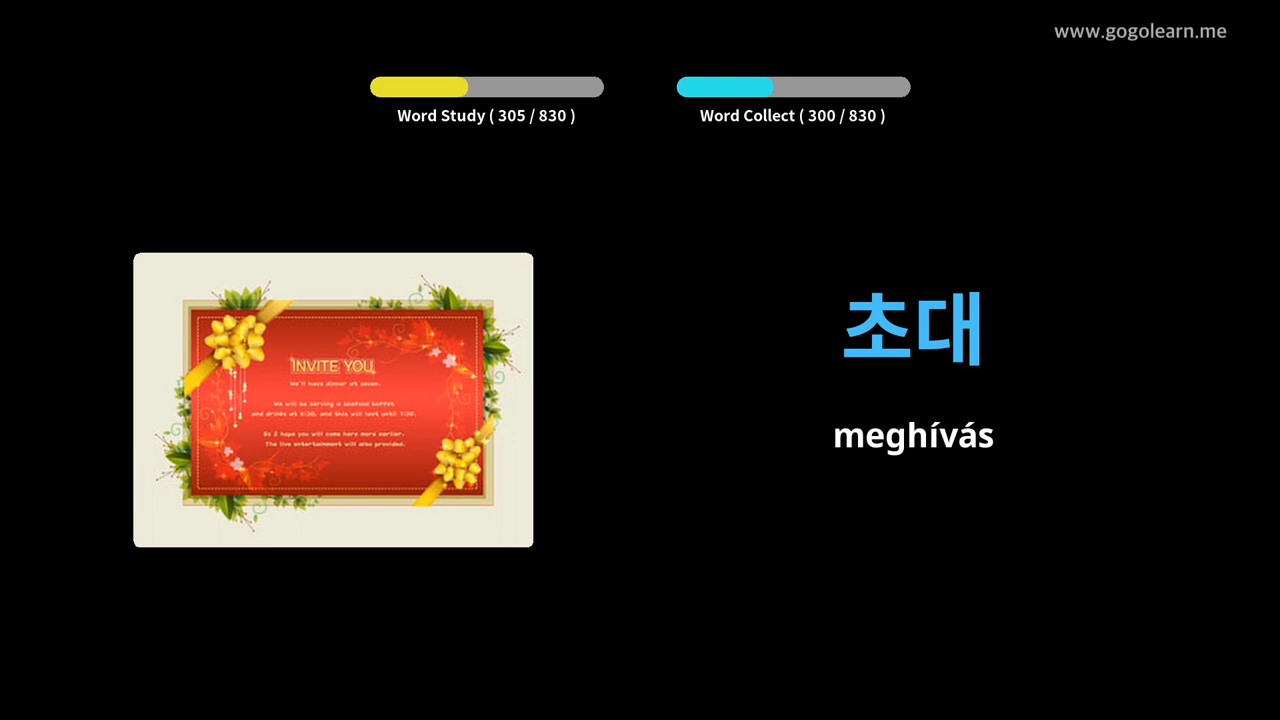 www.gogolearn.me
Word Study ( 305 / 830 )
Word Collect ( 300 / 830 )
INVITE YOU
We'll have dinner at seven.
We will be serving a seafood buffet
and drinks at 6:30, and this will last until 7:30.
So I hope you will come here more earlier.
The live entertainment will also provided.
초대
meghívás